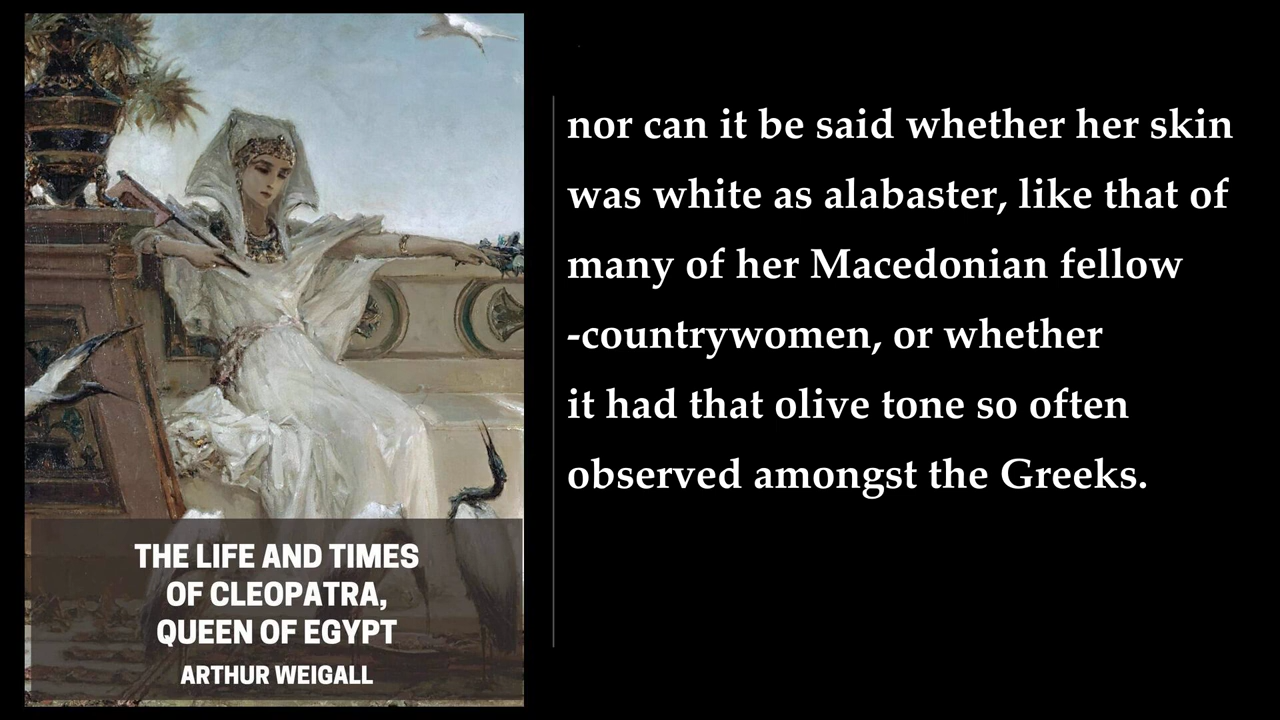 nor can it be said whether her skin
was white as alabaster, like that of
many of her Macedonian fellow
-countrywomen, or whether
it had that olive tone so often
observed amongst the Greeks.
THE LIFE AND TIMES
OF CLEOPATRA,
QUEEN OF EGYPT
ARTHUR WEIGALL